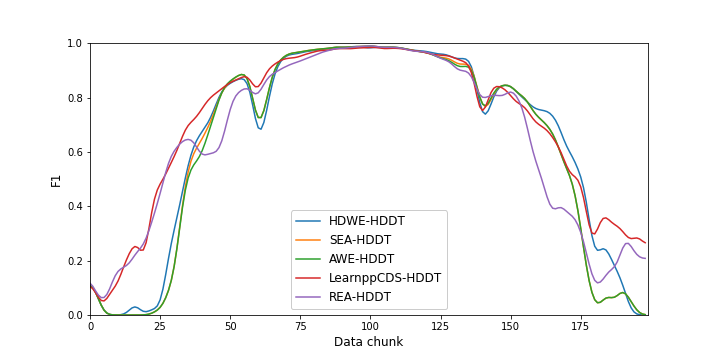 1.0
0.8
0.6
0.4
0.2
0.0
F1
HDWE-HDDT
SEA-HDDT
AWE-HDDT
LearnppCDS-HDDT
REA-HDDT
0 25 50 75 100 125 150 175
Data chunk